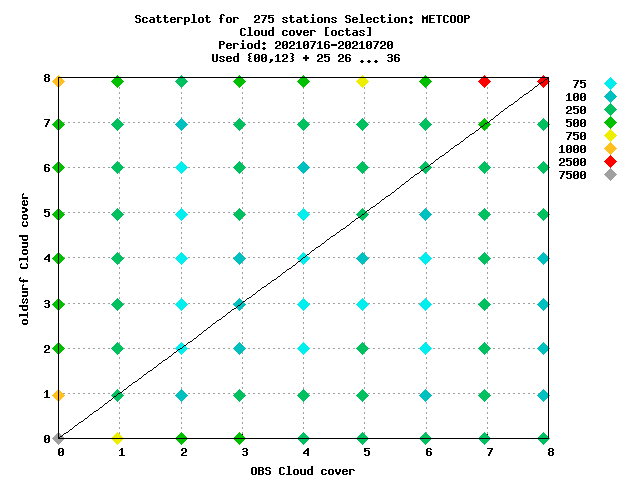 Scatterplot for  275 stations Selection: METCOOP
Cloud cover [octas]
Period: 20210716-20210720
Used {00,12} + 25 26 ... 36
8
7
6
5
4
3
2
1
0
oldsurf Cloud cover
0 1 2 3 4 5 6 7 8
OBS Cloud cover
75
100
250
500
750
1000
2500
7500